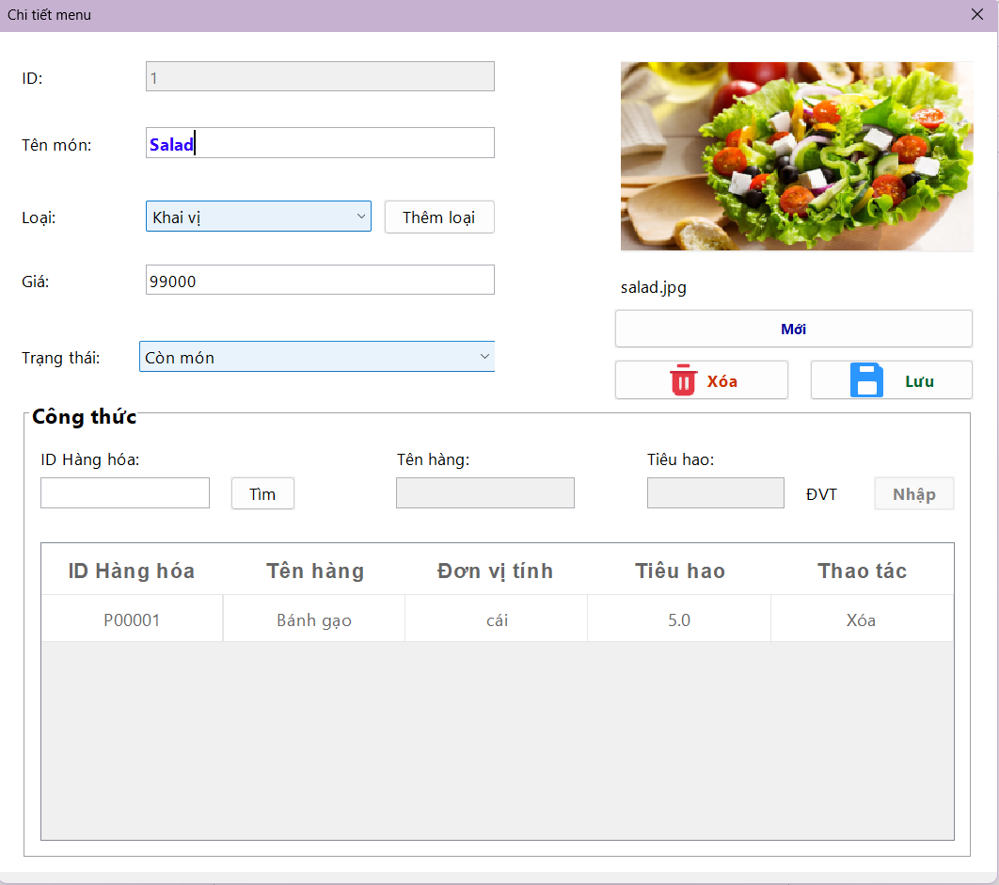 Chi tiết menu
ID:
1
Tên món:
Salad
Loại:
Khai vị
Thêm loại
Giá:
99000
Trạng thái:
Còn món
salad.jpg
Mới
Xóa
Lưu
Công thức
ID Hàng hóa:
Tìm
Tên hàng:
Tiêu hao:
ĐVT
Nhập
ID Hàng hóa Tên hàng Đơn vị tính Tiêu hao Thao tác
P00001 Bánh gạo cái 5.0 Xóa